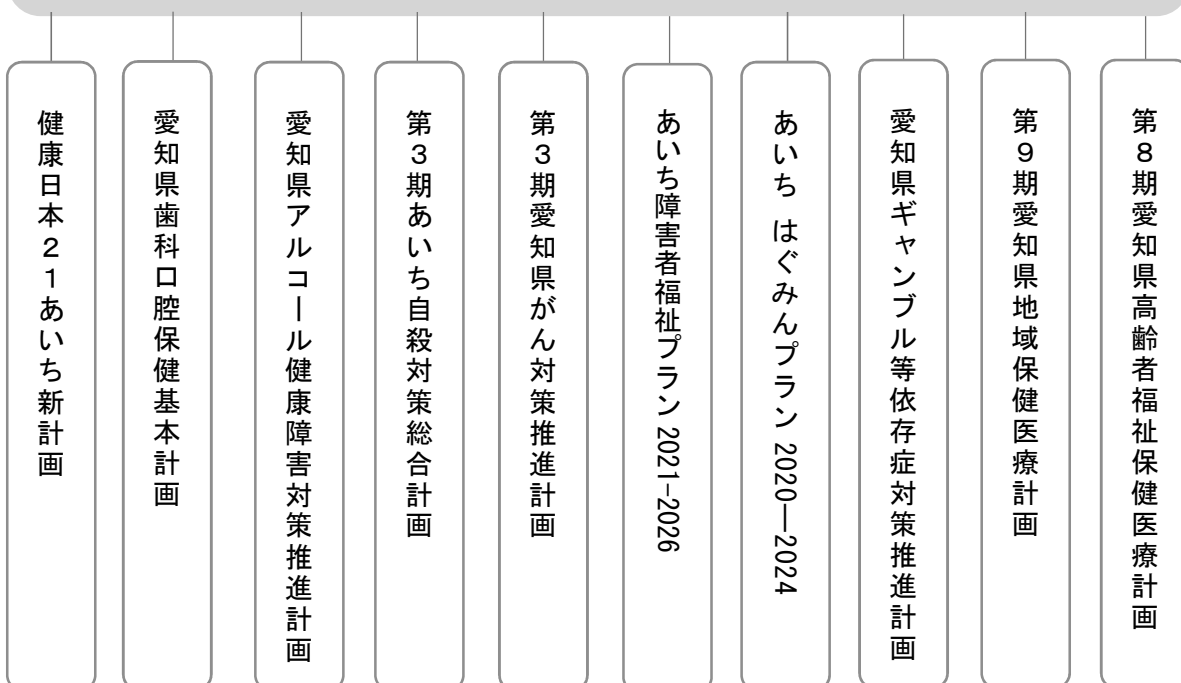 健康日本２１あいち新計画
愛知県歯科口腔保健基本計画
愛知県アルコール健康障害対策推進計画
第３期あいち自殺対策総合計画
第３期愛知県がん対策推進計画
あいち障害者福祉プラン 2021-2026
あいち はぐみんプラン 2020―2024
愛知県ギャンブル等依存症対策推進計画
第９期愛知県地域保健医療計画
第８期愛知県高齢者福祉保健医療計画